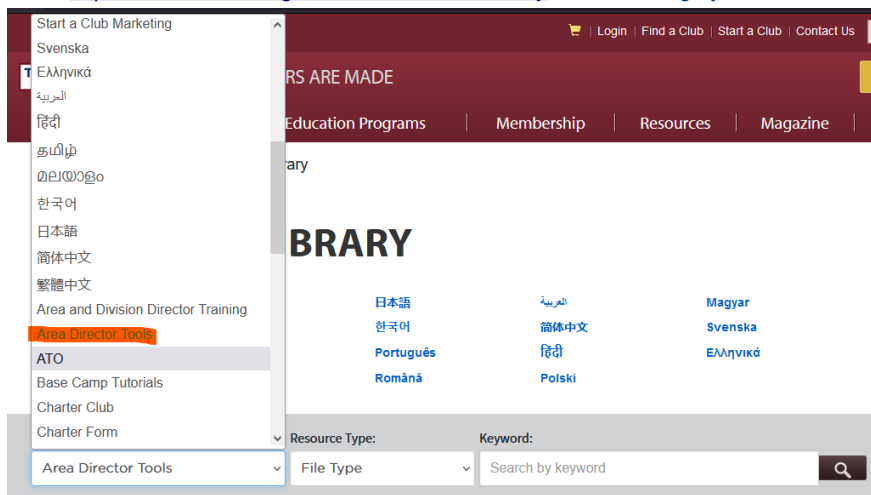 Start a Club Marketing
Svenska
Ελληνικά
العربية
हिंदी
தமிழ்
മലയാളം
한국어
日本語
简体中文
繁體中文
Area and Division Director Training
Area Director Tools
ATO
Base Camp Tutorials
Charter Club
Charter Form
Login | Find a Club | Start a Club | Contact Us
T
RS ARE MADE
Education Programs | Membership | Resources | Magazine |
rary
BRARY
日本語 العربية Magyar
한국어 简体中文 Svenska
Português हिंदी Ελληνικά
Română Polski
Resource Type: Keyword:
Area Director Tools File Type Search by keyword